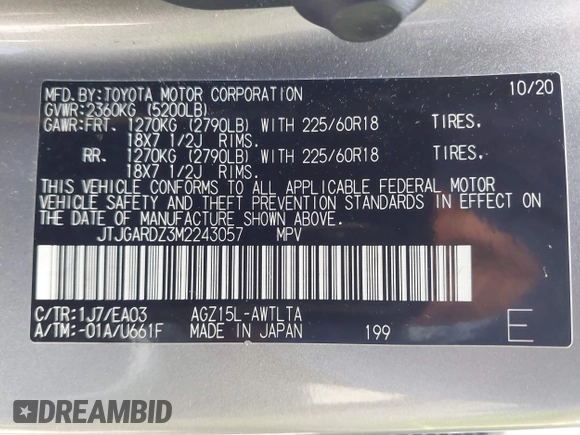 MFD.BY:TOYOTA MOTOR CORPORATION 10/20
GVWR:2360KG (5200LB)
GAWR:FRT. 1270KG (2790LB) WITH 225/60R18 TIRES.
18X7 1/2J RIMS.
RR. 1270KG (2790LB) WITH 225/60R18 TIRES.
18X7 1/2J RIMS.
THIS VEHICLE CONFORMS TO ALL APPLICABLE FEDERAL MOTOR
VEHICLE SAFETY AND THEFT PREVENTION STANDARDS IN EFFECT ON
THE DATE OF MANUFACTURE SHOWN ABOVE.
JTJGARDZ3M2243057 MPV
C/TR:1J7/EA03 AGZ15L-AWTLTA
A/TM:-01A/U661F MADE IN JAPAN 199 E
DREAMBID